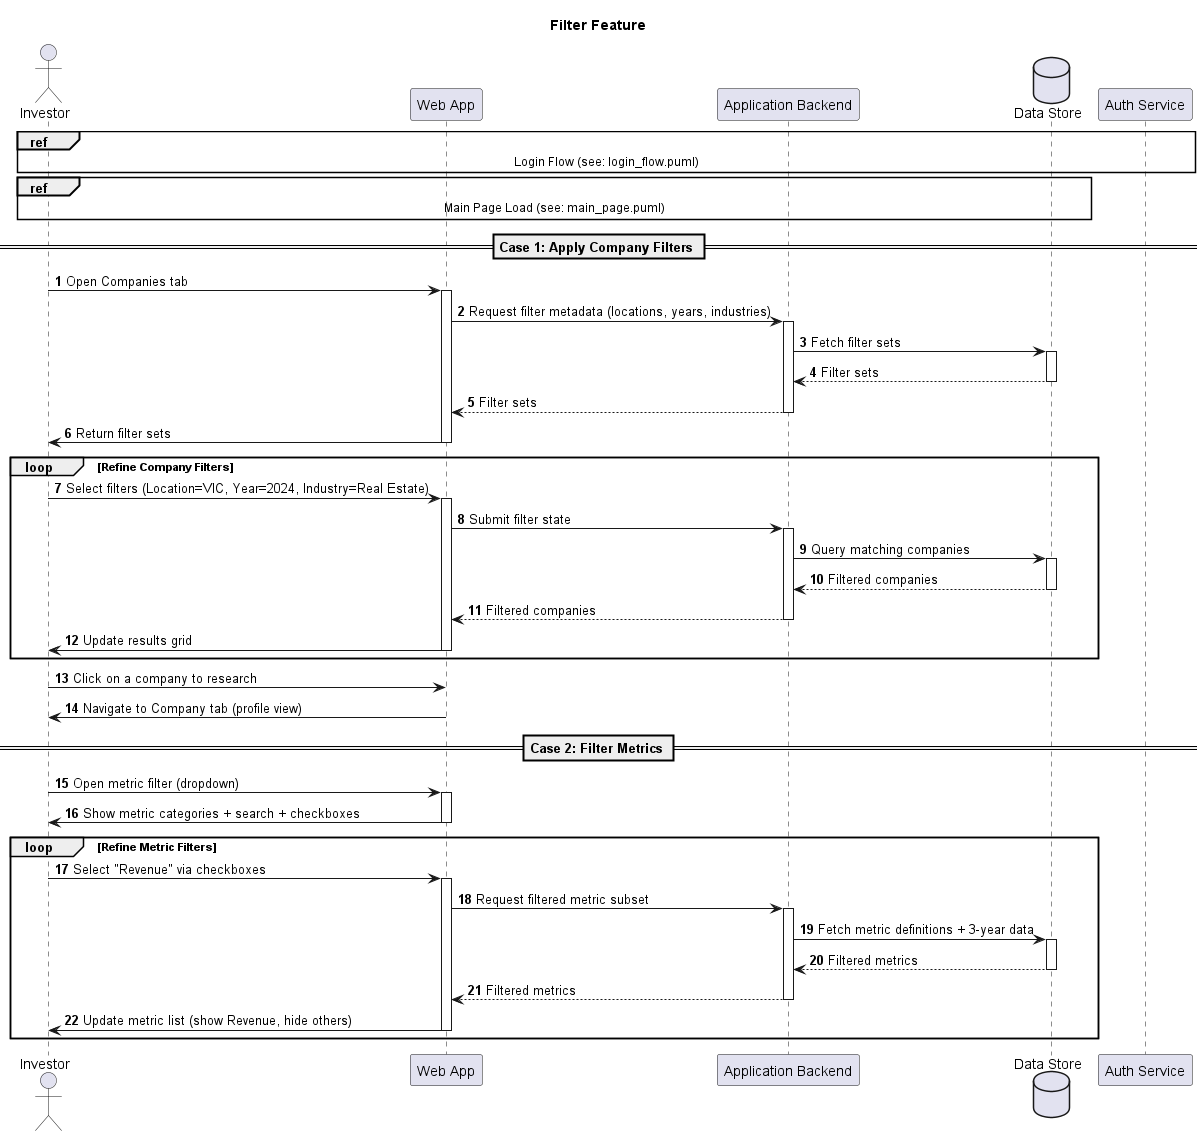 Filter Feature
Investor
Web App
Application Backend
Data Store
Auth Service
ref
Login Flow (see: login_flow.puml)
ref
Main Page Load (see: main_page.puml)
Case 1: Apply Company Filters
1 Open Companies tab
2 Request filter metadata (locations, years, industries)
3 Fetch filter sets
4 Filter sets
5 Filter sets
6 Return filter sets
loop [Refine Company Filters]
7 Select filters (Location=VIC, Year=2024, Industry=Real Estate)
8 Submit filter state
9 Query matching companies
10 Filtered companies
11 Filtered companies
12 Update results grid
13 Click on a company to research
14 Navigate to Company tab (profile view)
Case 2: Filter Metrics
15 Open metric filter (dropdown)
16 Show metric categories + search + checkboxes
loop [Refine Metric Filters]
17 Select "Revenue" via checkboxes
18 Request filtered metric subset
19 Fetch metric definitions + 3-year data
20 Filtered metrics
21 Filtered metrics
22 Update metric list (show Revenue, hide others)
Investor
Web App
Application Backend
Data Store
Auth Service